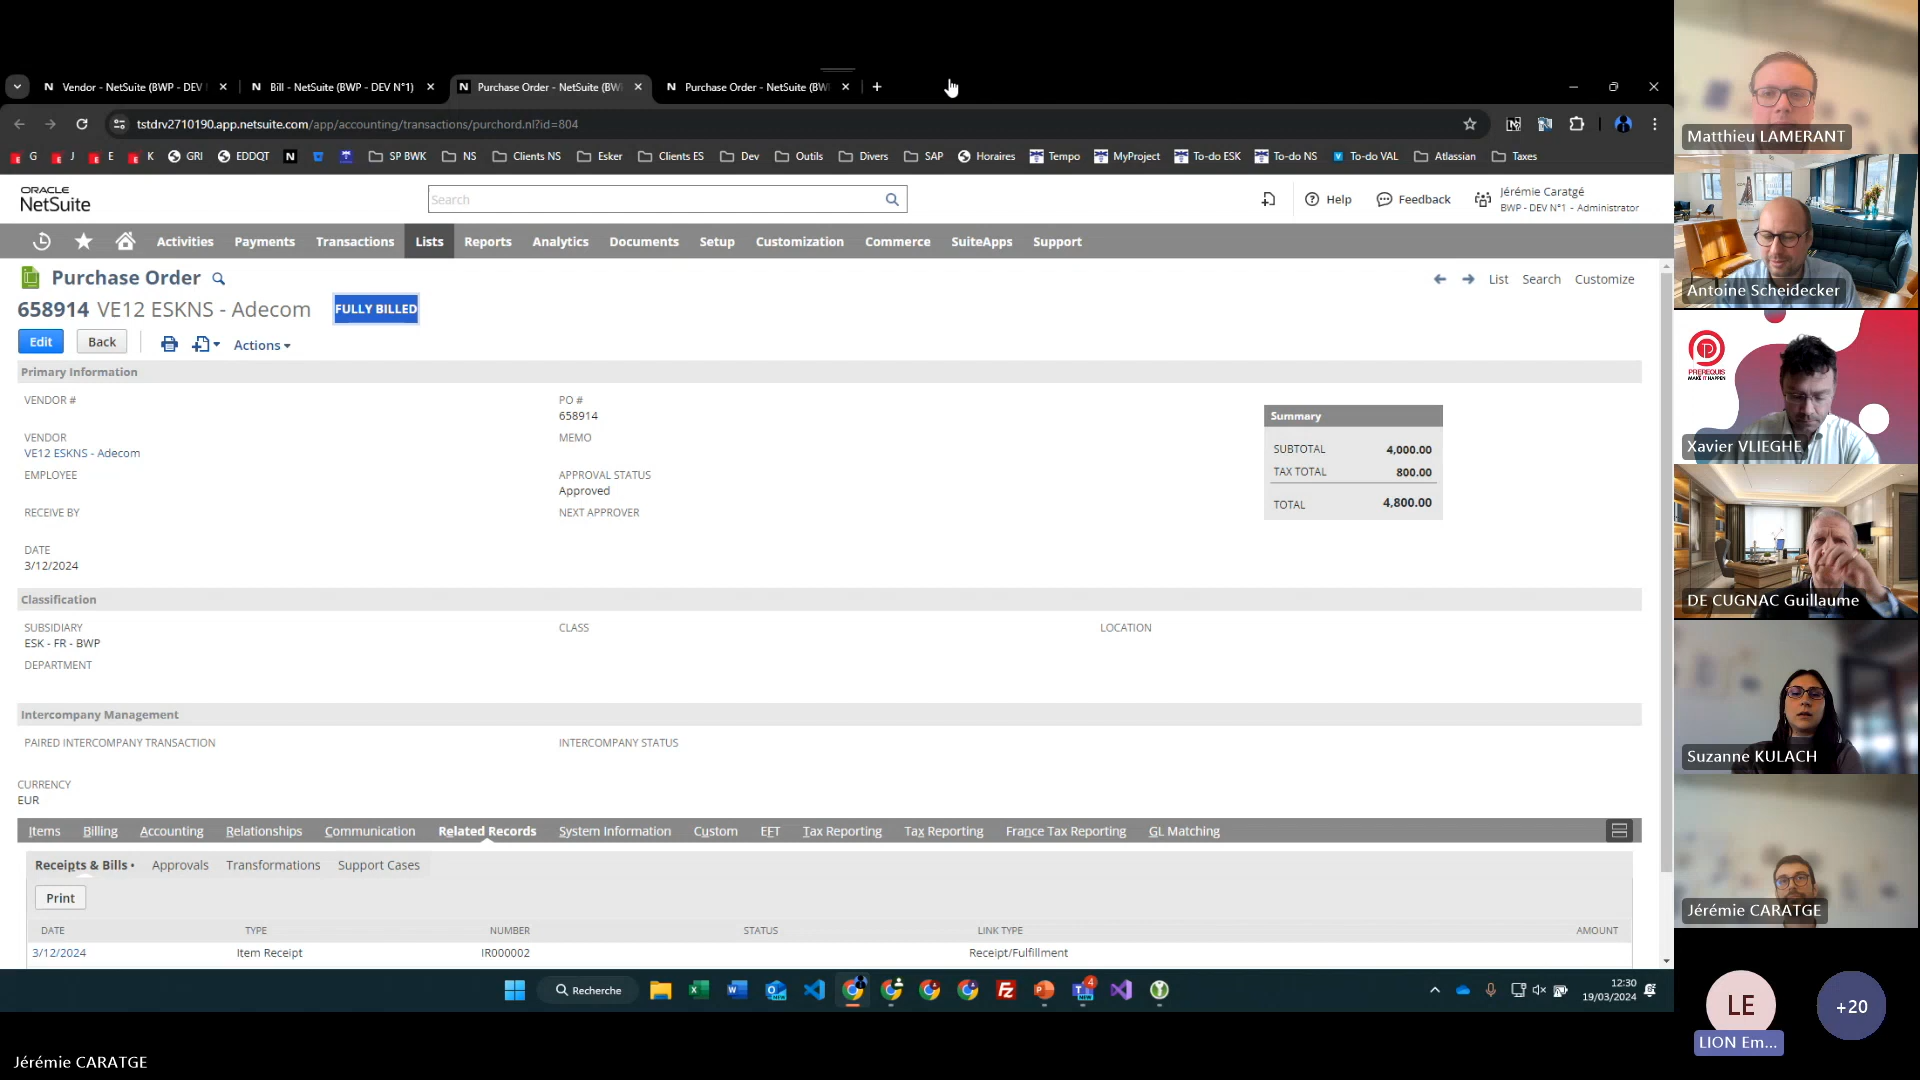 Vendor - NetSuite (BWP - DEV
Bill - NetSuite (BWP - DEV N°1)
Purchase Order - NetSuite (BW
Purchase Order - NetSuite (BW
tstdrv2710190.app.netsuite.com/app/accounting/transactions/purchord.nl?id=804
G J E K GRI EDDQT SP BWK NS Clients NS Esker Clients ES Dev Outils Divers SAP Horaires Tempo MyProject To-do ESK To-do NS To-do VAL Atlassian Taxes
ORACLE
NetSuite
Search
Help
Feedback
Jérémie Caratgé
BWP - DEV N°1 - Administrator
Activities Payments Transactions Lists Reports Analytics Documents Setup Customization Commerce SuiteApps Support
Purchase Order
List Search Customize
658914 VE12 ESKNS - Adecom FULLY BILLED
Edit Back Actions
Primary Information
VENDOR #
VENDOR
VE12 ESKNS - Adecom
EMPLOYEE
RECEIVE BY
DATE
3/12/2024
PO #
658914
MEMO
APPROVAL STATUS
Approved
NEXT APPROVER
Summary
SUBTOTAL 4,000.00
TAX TOTAL 800.00
TOTAL 4,800.00
Classification
SUBSIDIARY
ESK - FR - BWP
DEPARTMENT
CLASS
LOCATION
Intercompany Management
PAIRED INTERCOMPANY TRANSACTION
INTERCOMPANY STATUS
CURRENCY
EUR
Items Billing Accounting Relationships Communication Related Records System Information Custom EFT Tax Reporting Tax Reporting France Tax Reporting GL Matching
Receipts & Bills • Approvals Transformations Support Cases
Print
DATE TYPE NUMBER STATUS LINK TYPE AMOUNT
3/12/2024 Item Receipt IR000002 Receipt/Fulfillment
Recherche
4
12:30
19/03/2024
Jérémie CARATGE
Matthieu LAMERANT
Antoine Scheidecker
PREREQUIS
MAKE IT HAPPEN
Xavier VLIEGHE
DE CUGNAC Guillaume
Suzanne KULACH
Jérémie CARATGE
LE
LION Em...
+20